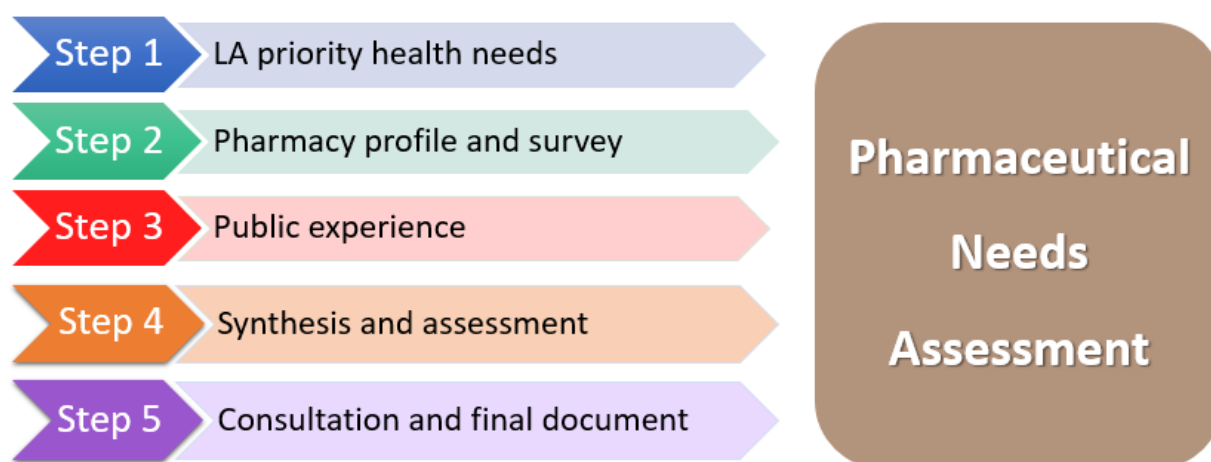 Step 1 LA priority health needs
Step 2 Pharmacy profile and survey
Step 3 Public experience
Step 4 Synthesis and assessment
Step 5 Consultation and final document
Pharmaceutical
Needs
Assessment